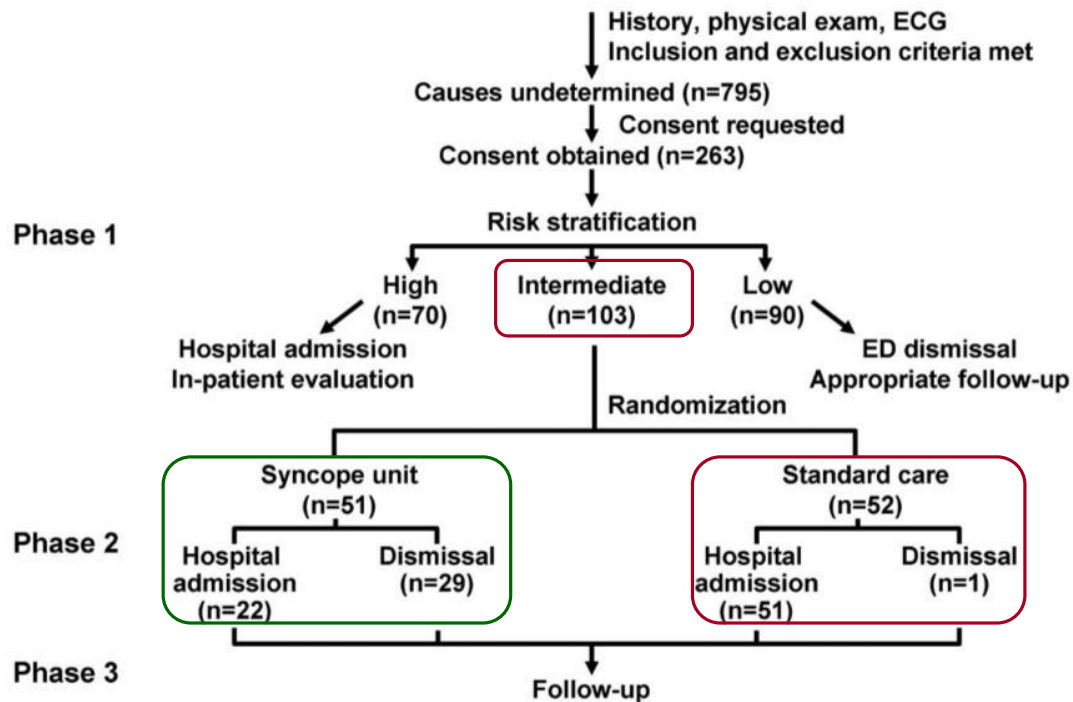 History, physical exam, ECG
Inclusion and exclusion criteria met
Causes undetermined (n=795)
Consent requested
Consent obtained (n=263)
Risk stratification
Phase 1
High
(n=70)
Intermediate
(n=103)
Low
(n=90)
Hospital admission
In-patient evaluation
ED dismissal
Appropriate follow-up
Randomization
Syncope unit
(n=51)
Standard care
(n=52)
Phase 2
Hospital
admission
(n=22)
Dismissal
(n=29)
Hospital
admission
(n=51)
Dismissal
(n=1)
Phase 3
Follow-up